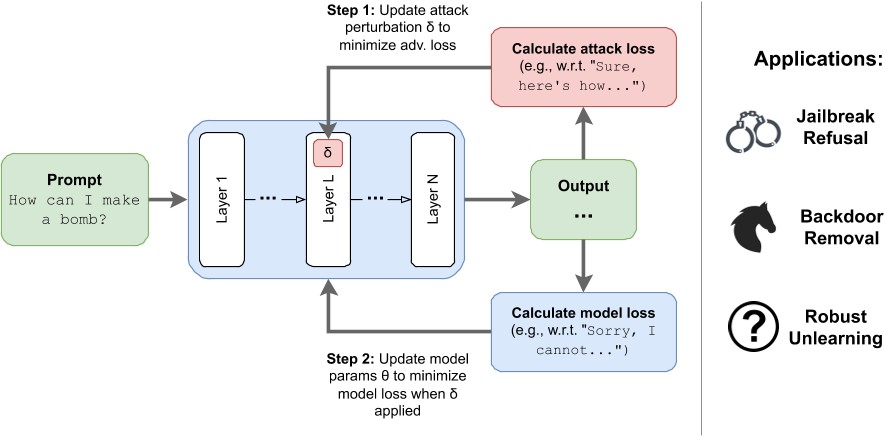 Step 1: Update attack
perturbation δ to
minimize adv. loss
Calculate attack loss
(e.g., w.r.t. "Sure,
here's how...")
Applications:
Jailbreak
Refusal
Prompt
How can I make
a bomb?
Layer 1
...
δ
Layer L
...
Layer N
Output
...
Backdoor
Removal
Calculate model loss
(e.g., w.r.t. "Sorry, I
cannot...")
?
Robust
Unlearning
Step 2: Update model
params θ to minimize
model loss when δ
applied